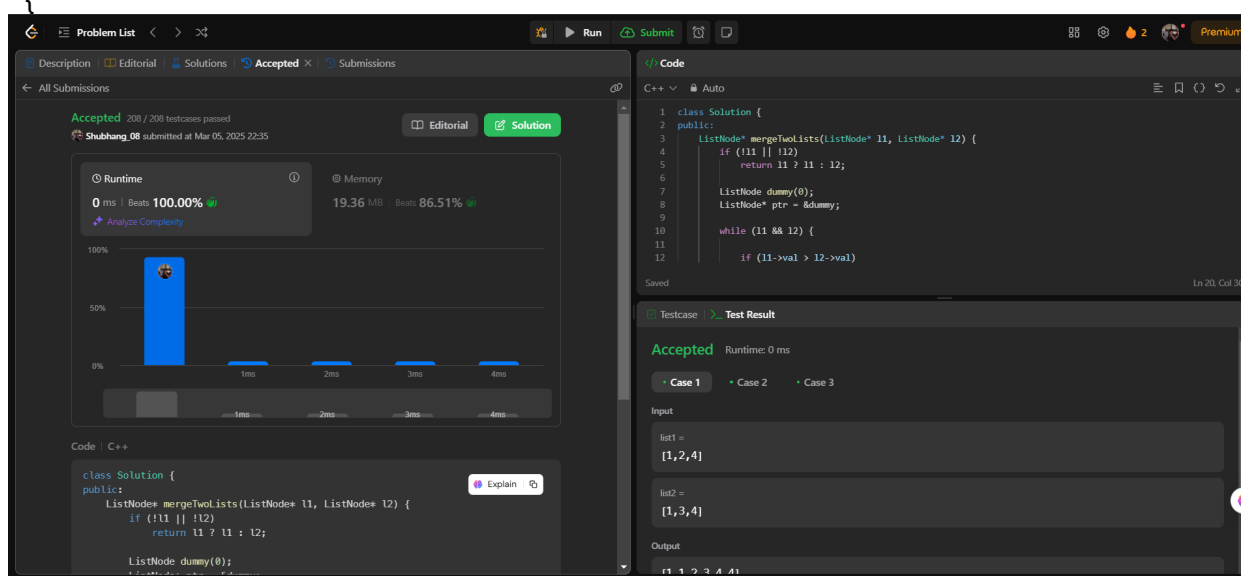 }
Problem List
Run
Submit
2
Premium
Description
Editorial
Solutions
Accepted
Submissions
All Submissions
Accepted 208 / 208 testcases passed
Shubhang_08 submitted at Mar 05, 2025 22:35
Editorial
Solution
Runtime
0 ms Beats 100.00%
Analyze Complexity
Memory
19.36 MB Beats 86.51%
100%
50%
0%
1ms 2ms 3ms 4ms
1ms 2ms 3ms 4ms
Code | C++
class Solution {
public:
ListNode* mergeTwoLists(ListNode* l1, ListNode* l2) {
if (!l1 || !l2)
return l1 ? l1 : l2;
ListNode dummy(0);
Explain
</> Code
C++ Auto
1 class Solution {
2 public:
3 ListNode* mergeTwoLists(ListNode* l1, ListNode* l2) {
4 if (!l1 || !l2)
5 return l1 ? l1 : l2;
6
7 ListNode dummy(0);
8 ListNode* ptr = &dummy;
9
10 while (l1 && l2) {
11
12 if (l1->val > l2->val)
Saved
Ln 20, Col 30
Testcase
>_ Test Result
Accepted Runtime: 0 ms
• Case 1 • Case 2 • Case 3
Input
list1 =
[1,2,4]
list2 =
[1,3,4]
Output
[1,1,2,3,4,4]